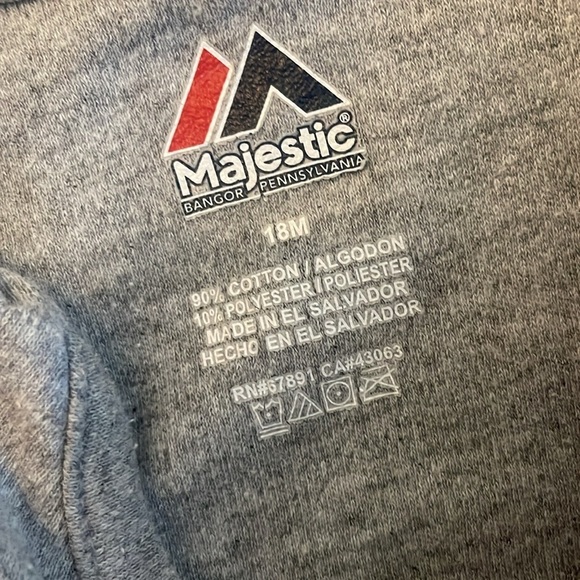 Majestic®
BANGOR, PENNSYLVANIA
18M
90% COTTON / ALGODON
10% POLYESTER / POLIESTER
MADE IN EL SALVADOR
HECHO EN EL SALVADOR
RN#67891 CA#43063